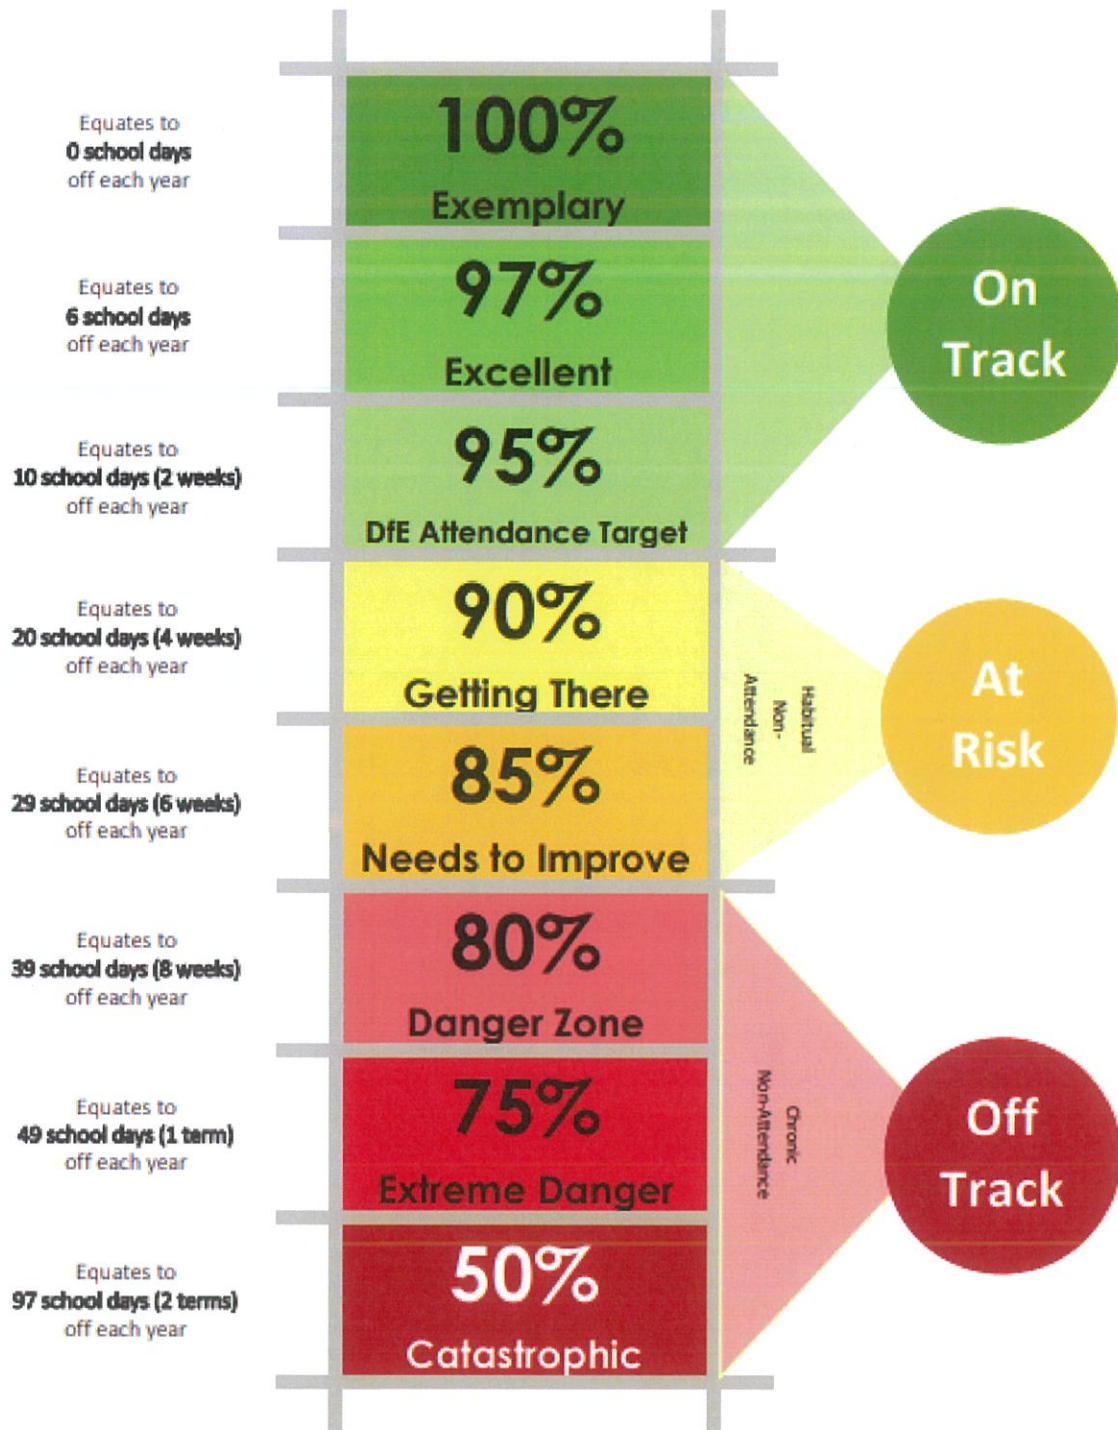 Equates to
0 school days
off each year
100%
Exemplary
Equates to
6 school days
off each year
97%
Excellent
On
Track
Equates to
10 school days (2 weeks)
off each year
95%
DfE Attendance Target
Equates to
20 school days (4 weeks)
off each year
90%
Getting There
Habitual
Non-
Attendance
At
Risk
Equates to
29 school days (6 weeks)
off each year
85%
Needs to Improve
Equates to
39 school days (8 weeks)
off each year
80%
Danger Zone
Equates to
49 school days (1 term)
off each year
75%
Extreme Danger
Chronic
Non-Attendance
Off
Track
Equates to
97 school days (2 terms)
off each year
50%
Catastrophic